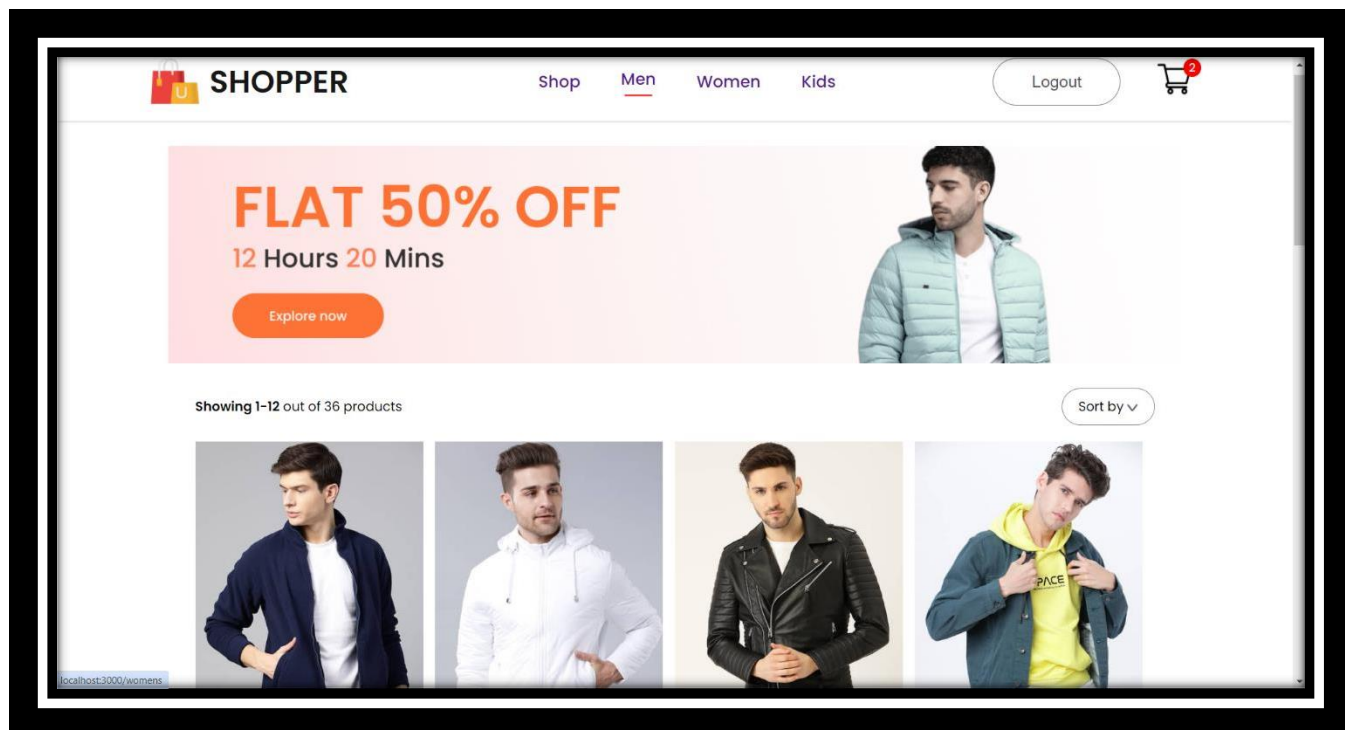 U
SHOPPER
Shop Men Women Kids
Logout
2
FLAT 50% OFF
12 Hours 20 Mins
Explore now
Showing 1-12 out of 36 products
Sort by
PACE
localhost:3000/womens